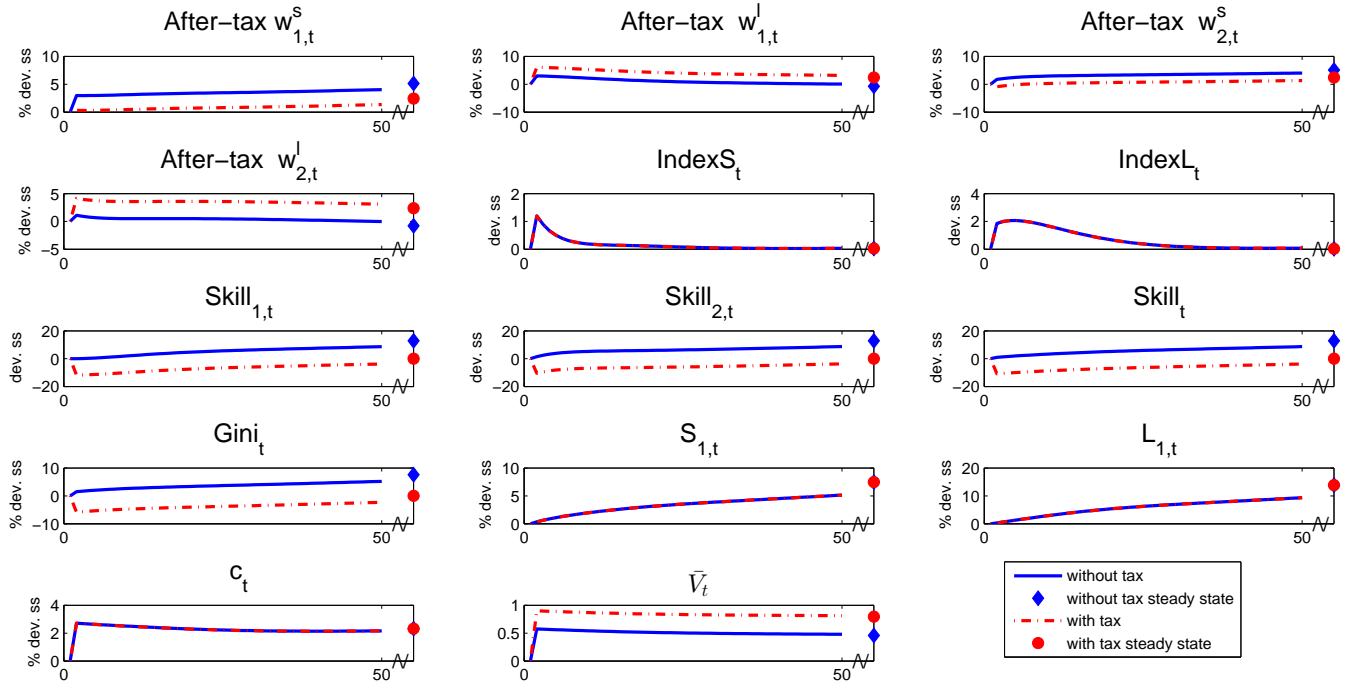 After-tax w^s_{1,t}
After-tax w^l_{1,t}
After-tax w^s_{2,t}
% dev. ss
10
5
0
0
50
% dev. ss
10
0
-10
0
50
% dev. ss
10
0
-10
0
50
After-tax w^l_{2,t}
IndexS_t
IndexL_t
% dev. ss
5
0
-5
0
50
dev. ss
2
1
0
0
50
dev. ss
4
2
0
0
50
Skill_{1,t}
Skill_{2,t}
Skill_t
dev. ss
20
0
-20
0
50
dev. ss
20
0
-20
0
50
dev. ss
20
0
-20
0
50
Gini_t
S_{1,t}
L_{1,t}
% dev. ss
10
0
-10
0
50
% dev. ss
10
5
0
0
50
% dev. ss
20
10
0
0
50
c_t
V̄_t
% dev. ss
4
2
0
0
50
% dev. ss
1
0.5
0
0
50
without tax
without tax steady state
with tax
with tax steady state